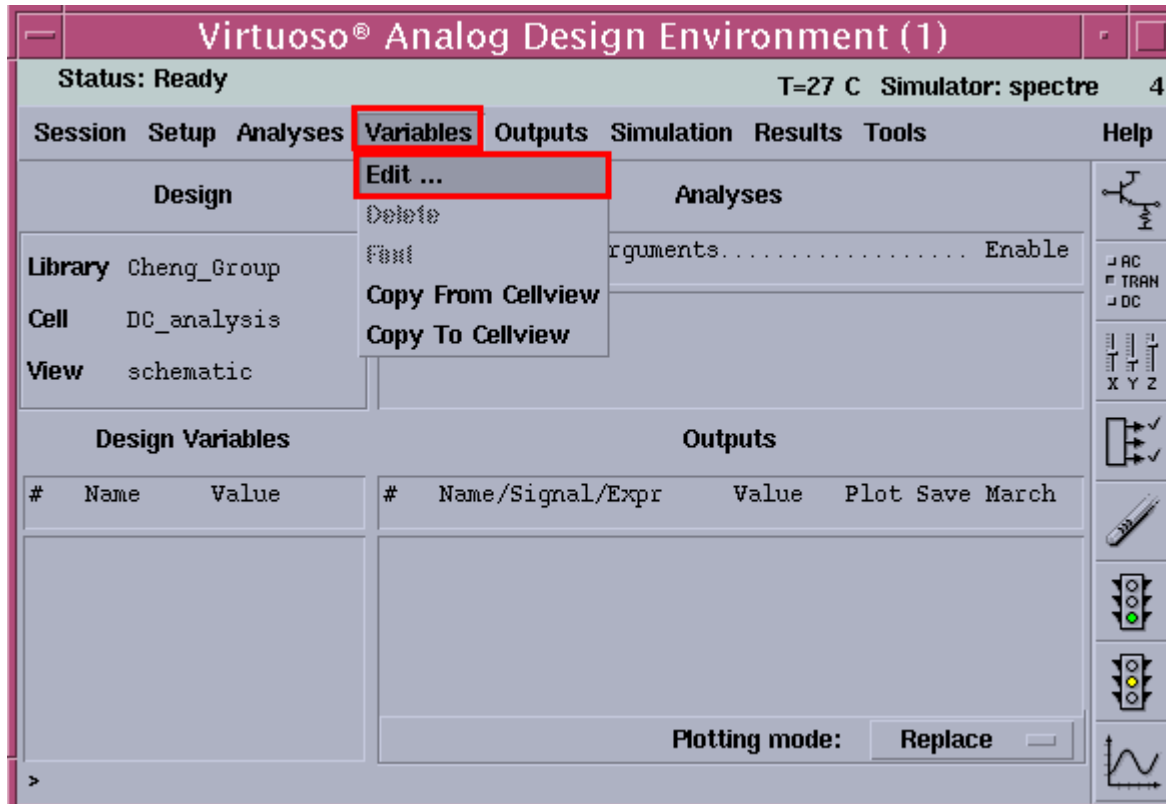 Virtuoso® Analog Design Environment (1)
Status: Ready
T=27 C Simulator: spectre 4
Session Setup Analyses Variables Outputs Simulation Results Tools Help
Edit ...
Delete
Find
Copy From Cellview
Copy To Cellview
Design
Analyses
Library Cheng_Group
Cell DC_analysis
View schematic
rguments................... Enable
AC
TRAN
DC
X Y Z
Design Variables
Outputs
# Name Value
# Name/Signal/Expr Value Plot Save March
Plotting mode: Replace
>